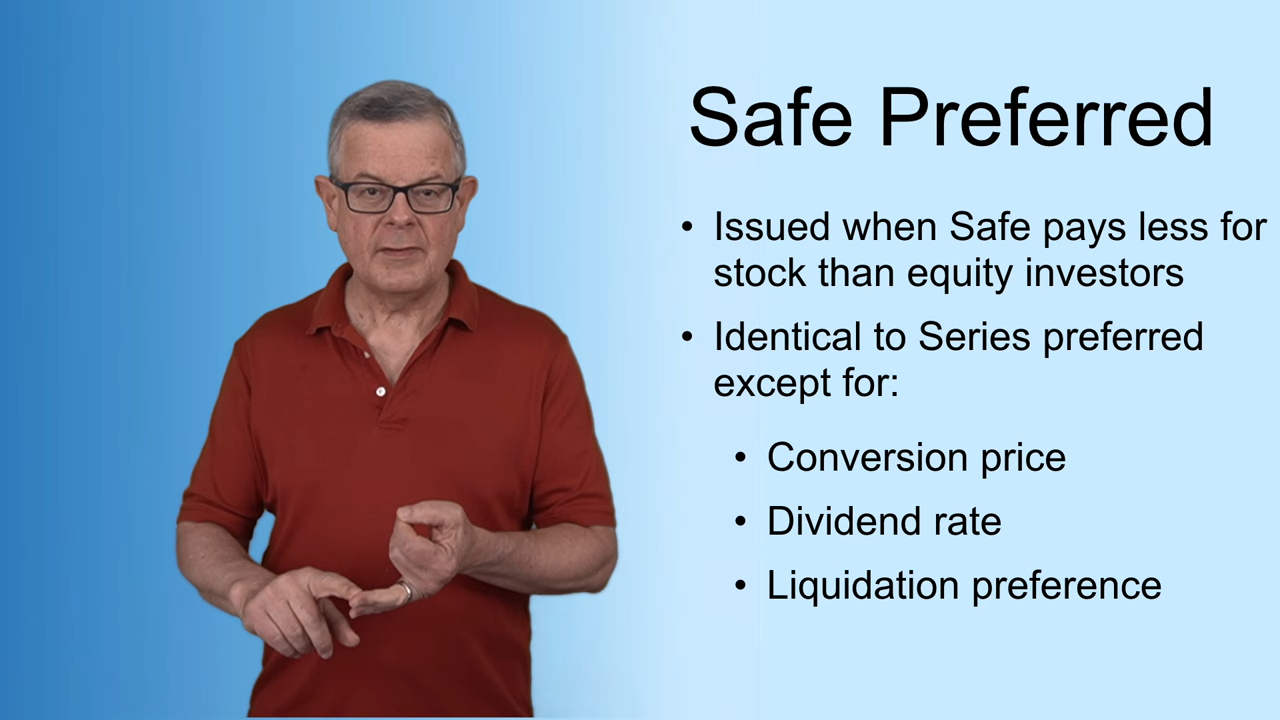 Safe Preferred
• Issued when Safe pays less for
stock than equity investors
• Identical to Series preferred
except for:
• Conversion price
• Dividend rate
• Liquidation preference